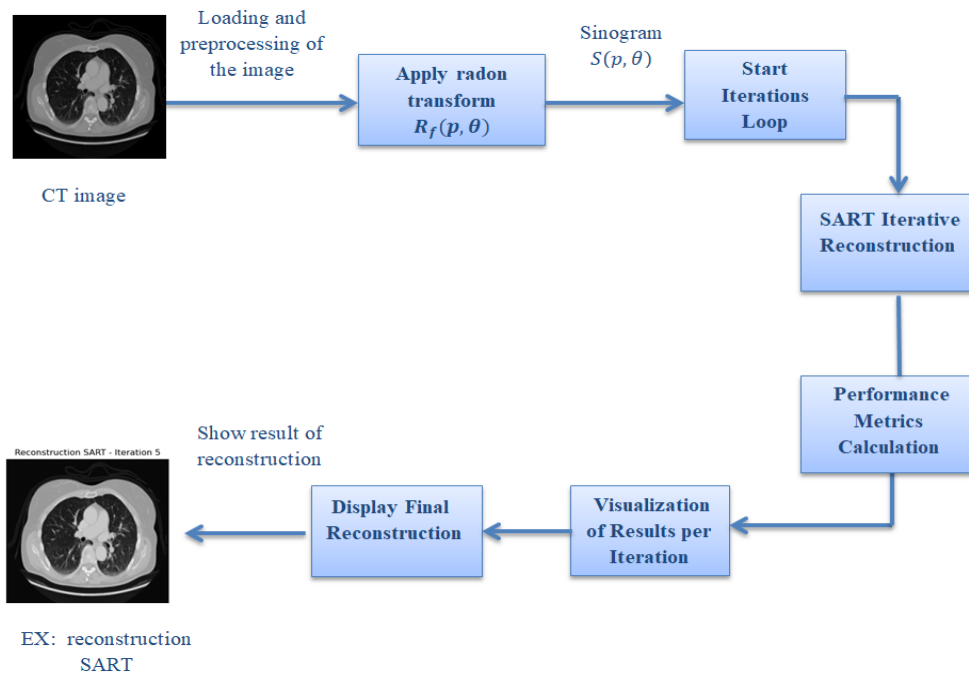 Loading and
preprocessing of
the image
CT image
Apply radon
transform
R_f(p, θ)
Sinogram
S(p, θ)
Start
Iterions
Loop
SART Iterative
Reconstruction
Performance
Metrics
Calculation
Visualization
of Results per
Iteration
Display Final
Reconstruction
Show result of
reconstruction
Reconstruction SART - Iteration 5
EX: reconstruction
SART